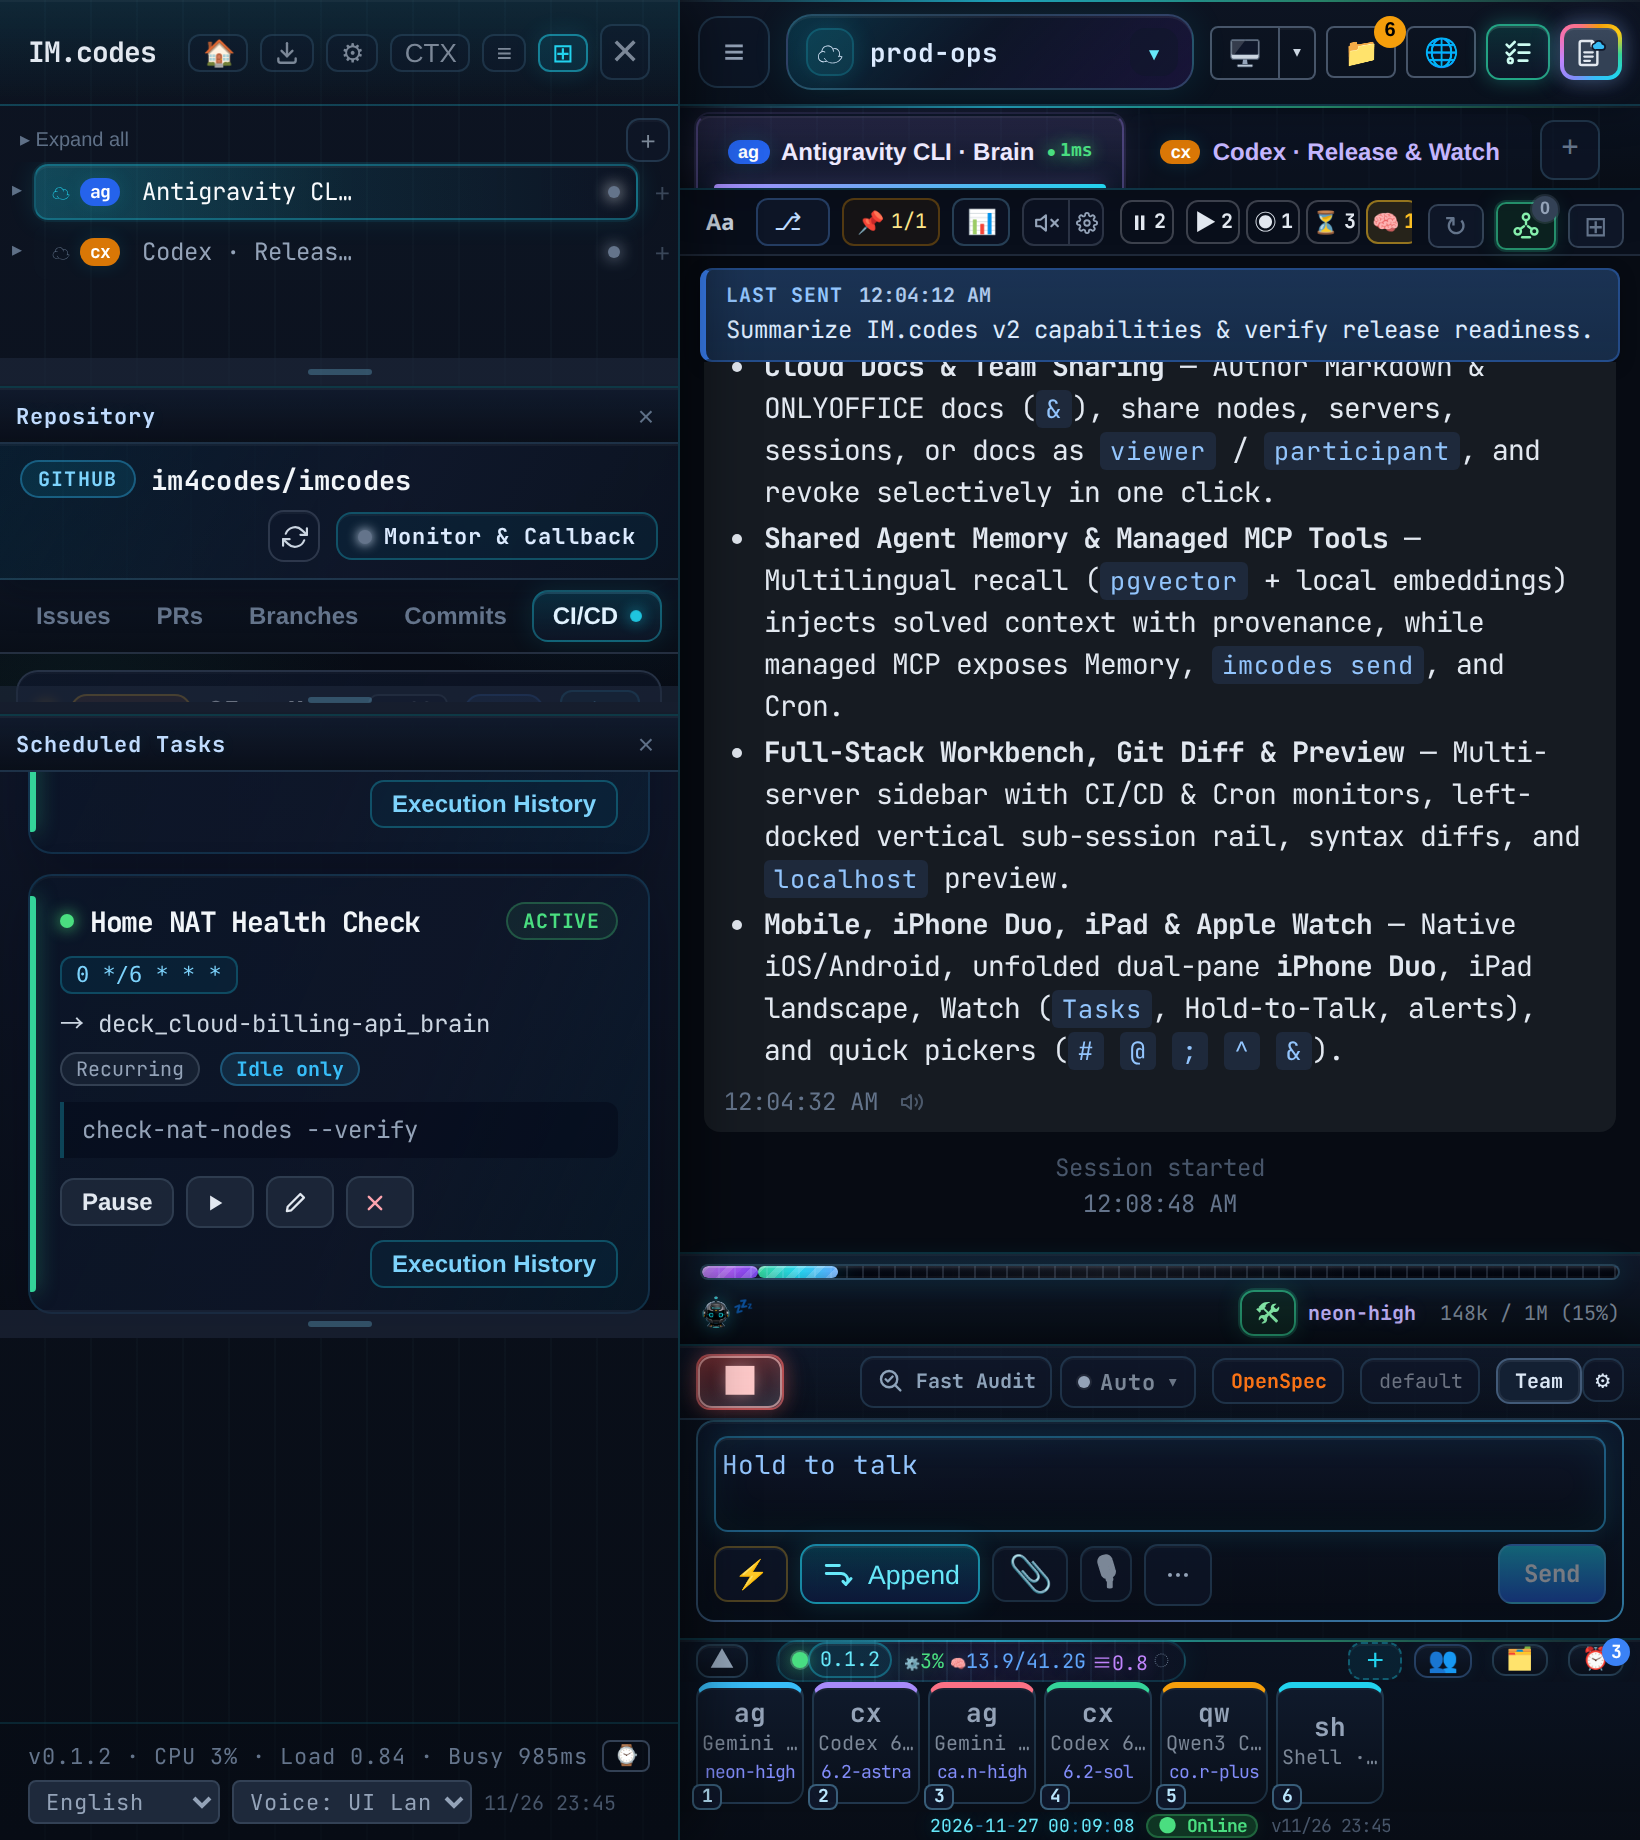 IM.codes
CTX
Expand all
ag Antigravity CL…
cx Codex · Releas…
Repository
GITHUB im4codes/imcodes
Monitor & Callback
Issues PRs Branches Commits CI/CD
Scheduled Tasks
Execution History
Home NAT Health Check ACTIVE
0 */6 * * *
→ deck_cloud-billing-api_brain
Recurring Idle only
check-nat-nodes --verify
Pause
Execution History
v0.1.2 · CPU 3% · Load 0.84 · Busy 985ms
English Voice: UI Lan 11/26 23:45
prod-ops 6
ag Antigravity CLI · Brain 1ms cx Codex · Release & Watch +
Aa 1/1 2 2 1 3 1 0
LAST SENT 12:04:12 AM
Summarize IM.codes v2 capabilities & verify release readiness.
• Cloud Docs & Team Sharing — Author Markdown &
ONLYOFFICE docs ( & ), share nodes, servers,
sessions, or docs as viewer / participant, and
revoke selectively in one click.
• Shared Agent Memory & Managed MCP Tools —
Multilingual recall ( pgvector + local embeddings)
injects solved context with provenance, while
managed MCP exposes Memory, imcodes send, and
Cron.
• Full-Stack Workbench, Git Diff & Preview — Multi-
server sidebar with CI/CD & Cron monitors, left-
docked vertical sub-session rail, syntax diffs, and
localhost preview.
• Mobile, iPhone Duo, iPad & Apple Watch — Native
iOS/Android, unfolded dual-pane iPhone Duo, iPad
landscape, Watch ( Tasks, Hold-to-Talk, alerts),
and quick pickers ( # @ ; ^ & ).
12:04:32 AM
Session started
12:08:48 AM
neon-high 148k / 1M (15%)
Fast Audit Auto OpenSpec default Team
Hold to talk
Append ... Send
0.1.2 3% 13.9/41.2G 0.8 + 3
ag cx ag cx qw sh
Gemini … Codex 6… Gemini … Codex 6… Qwen3 C… Shell ·…
neon-high 6.2-astra ca.n-high 6.2-sol co.r-plus
1 2 3 4 5 6
2026-11-27 00:09:08 Online v11/26 23:45